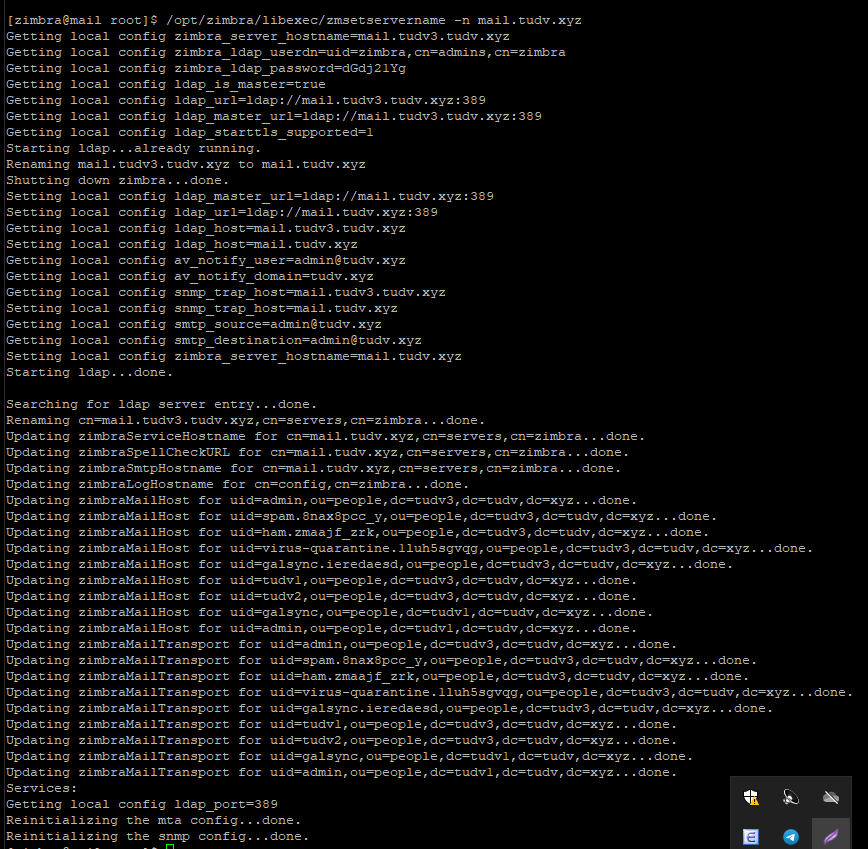 [zimbra@mail root]$ /opt/zimbra/libexec/zmsetservername -n mail.tudv.xyz
Getting local config zimbra_server_hostname=mail.tudv3.tudv.xyz
Getting local config zimbra_ldap_userdn=uid=zimbra,cn=admins,cn=zimbra
Getting local config zimbra_ldap_password=dGdj21Yg
Getting local config ldap_is_master=true
Getting local config ldap_url=ldap://mail.tudv3.tudv.xyz:389
Getting local config ldap_master_url=ldap://mail.tudv3.tudv.xyz:389
Getting local config ldap_starttls_supported=1
Starting ldap...already running.
Renaming mail.tudv3.tudv.xyz to mail.tudv.xyz
Shutting down zimbra...done.
Setting local config ldap_master_url=ldap://mail.tudv.xyz:389
Setting local config ldap_url=ldap://mail.tudv.xyz:389
Getting local config ldap_host=mail.tudv3.tudv.xyz
Setting local config ldap_host=mail.tudv.xyz
Getting local config av_notify_user=admin@tudv.xyz
Getting local config av_notify_domain=tudv.xyz
Getting local config snmp_trap_host=mail.tudv3.tudv.xyz
Setting local config snmp_trap_host=mail.tudv.xyz
Getting local config smtp_source=admin@tudv.xyz
Getting local config smtp_destination=admin@tudv.xyz
Setting local config zimbra_server_hostname=mail.tudv.xyz
Starting ldap...done.
Searching for ldap server entry...done.
Renaming cn=mail.tudv3.tudv.xyz,cn=servers,cn=zimbra...done.
Updating zimbraServiceHostname for cn=mail.tudv.xyz,cn=servers,cn=zimbra...done.
Updating zimbraSpellCheckURL for cn=mail.tudv.xyz,cn=servers,cn=zimbra...done.
Updating zimbraSmtpHostname for cn=mail.tudv.xyz,cn=servers,cn=zimbra...done.
Updating zimbraLogHostname for cn=config,cn=zimbra...done.
Updating zimbraMailHost for uid=admin,ou=people,dc=tudv3,dc=tudv,dc=xyz...done.
Updating zimbraMailHost for uid=spam.8nax8pcc_y,ou=people,dc=tudv3,dc=tudv,dc=xyz...done.
Updating zimbraMailHost for uid=ham.zmaajf_zrk,ou=people,dc=tudv3,dc=tudv,dc=xyz...done.
Updating zimbraMailHost for uid=virus-quarantine.lluh5sgvqg,ou=people,dc=tudv3,dc=tudv,dc=xyz...done.
Updating zimbraMailHost for uid=galsync.ieredaesd,ou=people,dc=tudv3,dc=tudv,dc=xyz...done.
Updating zimbraMailHost for uid=tudv1,ou=people,dc=tudv3,dc=tudv,dc=xyz...done.
Updating zimbraMailHost for uid=tudv2,ou=people,dc=tudv3,dc=tudv,dc=xyz...done.
Updating zimbraMailHost for uid=galsync,ou=people,dc=tudv1,dc=tudv,dc=xyz...done.
Updating zimbraMailHost for uid=admin,ou=people,dc=tudv1,dc=tudv,dc=xyz...done.
Updating zimbraMailTransport for uid=admin,ou=people,dc=tudv3,dc=tudv,dc=xyz...done.
Updating zimbraMailTransport for uid=spam.8nax8pcc_y,ou=people,dc=tudv3,dc=tudv,dc=xyz...done.
Updating zimbraMailTransport for uid=ham.zmaajf_zrk,ou=people,dc=tudv3,dc=tudv,dc=xyz...done.
Updating zimbraMailTransport for uid=virus-quarantine.lluh5sgvqg,ou=people,dc=tudv3,dc=tudv,dc=xyz...done.
Updating zimbraMailTransport for uid=galsync.ieredaesd,ou=people,dc=tudv3,dc=tudv,dc=xyz...done.
Updating zimbraMailTransport for uid=tudv1,ou=people,dc=tudv3,dc=tudv,dc=xyz...done.
Updating zimbraMailTransport for uid=tudv2,ou=people,dc=tudv3,dc=tudv,dc=xyz...done.
Updating zimbraMailTransport for uid=galsync,ou=people,dc=tudv1,dc=tudv,dc=xyz...done.
Updating zimbraMailTransport for uid=admin,ou=people,dc=tudv1,dc=tudv,dc=xyz...done.
Services:
Getting local config ldap_port=389
Reinitializing the mta config...done.
Reinitializing the snmp config...done.